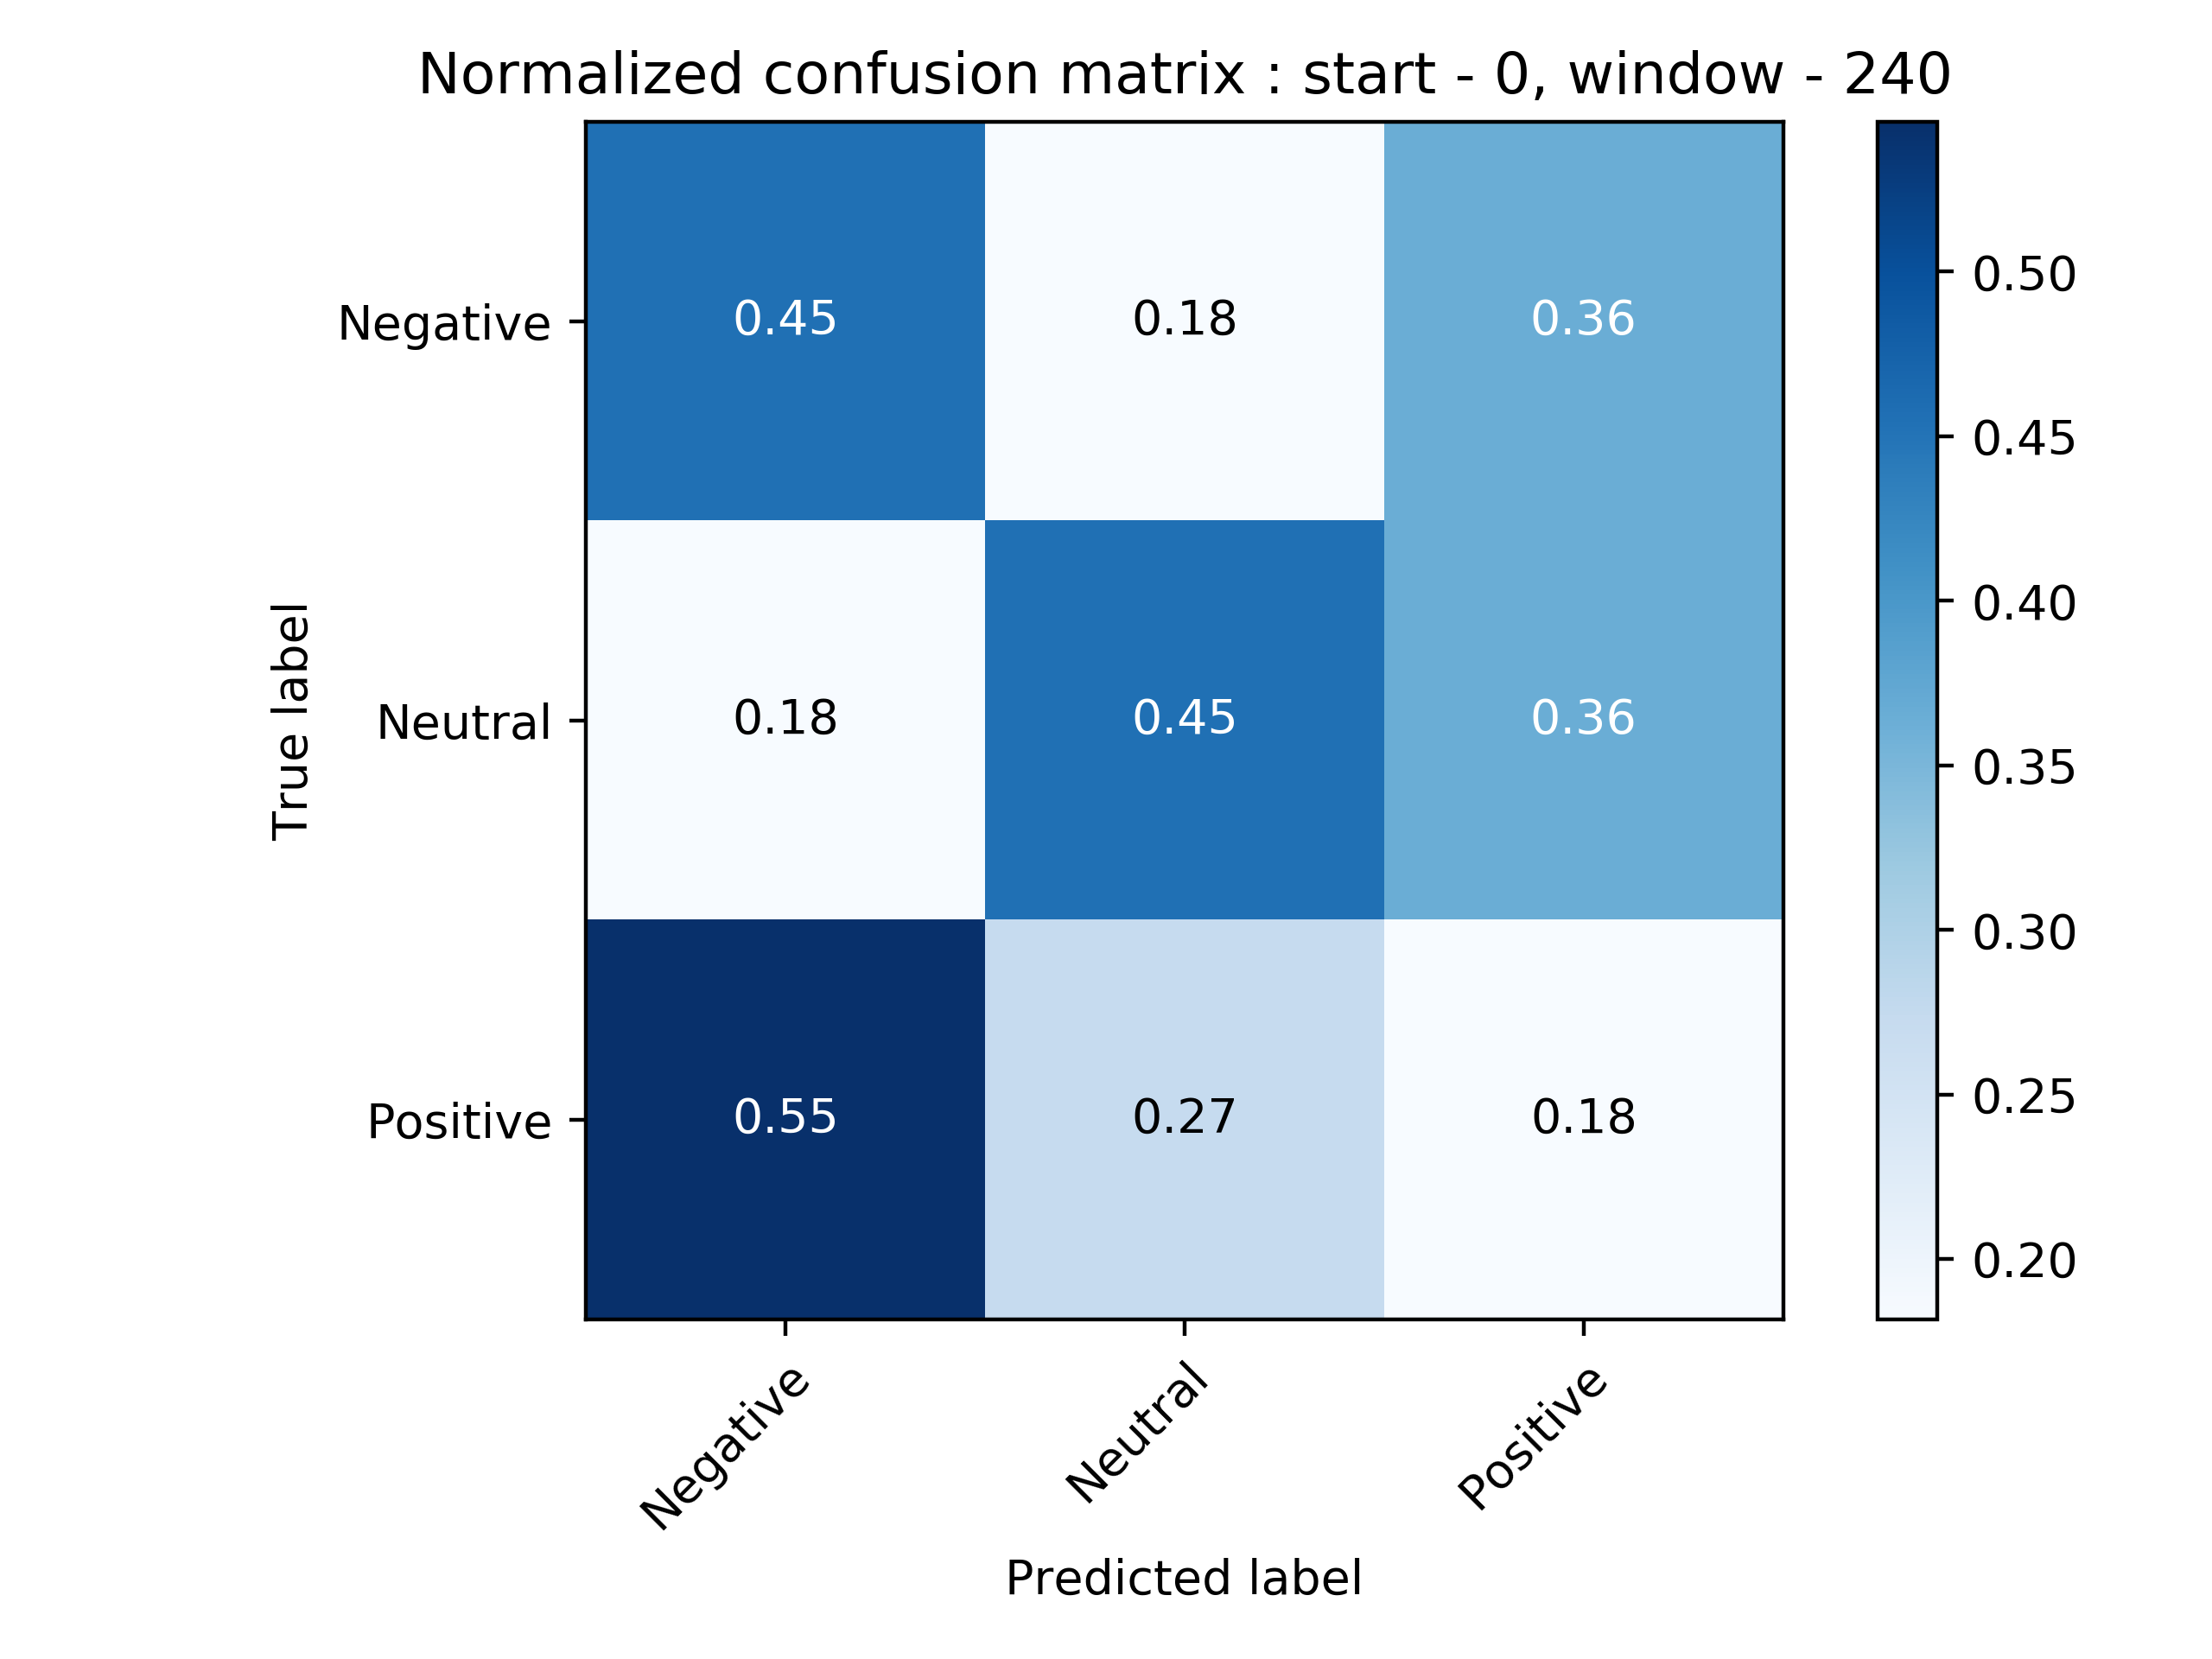 Normalized confusion matrix : start - 0, window - 240
True label
Negative
0.45 0.18 0.36
Neutral
0.18 0.45 0.36
Positive
0.55 0.27 0.18
Negative
Neutral
Positive
Predicted label
0.50
0.45
0.40
0.35
0.30
0.25
0.20